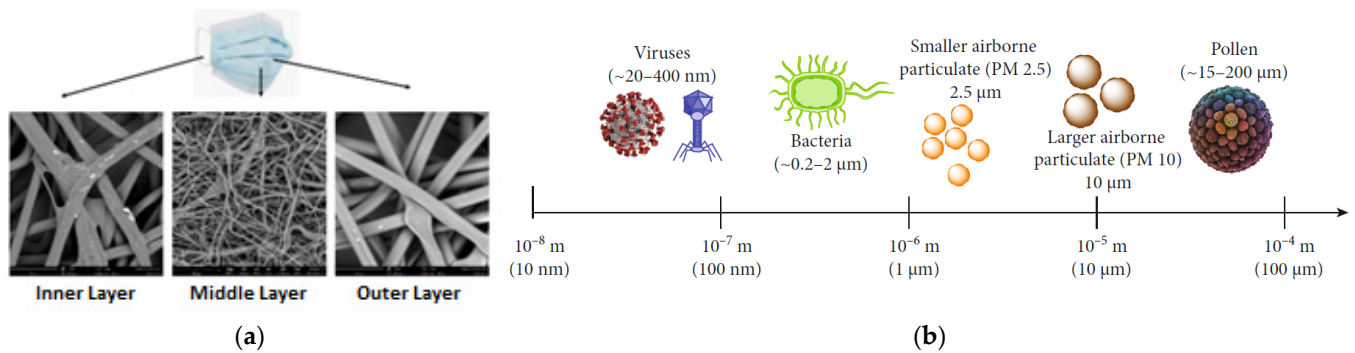 Inner Layer
Middle Layer
Outer Layer
(a)
Viruses
(~20–400 nm)
Bacteria
(~0.2–2 μm)
Smaller airborne
particulate (PM 2.5)
2.5 μm
Larger airborne
particulate (PM 10)
10 μm
Pollen
(~15–200 μm)
10⁻⁸ m
(10 nm)
10⁻⁷ m
(100 nm)
10⁻⁶ m
(1 μm)
10⁻⁵ m
(10 μm)
10⁻⁴ m
(100 μm)
(b)